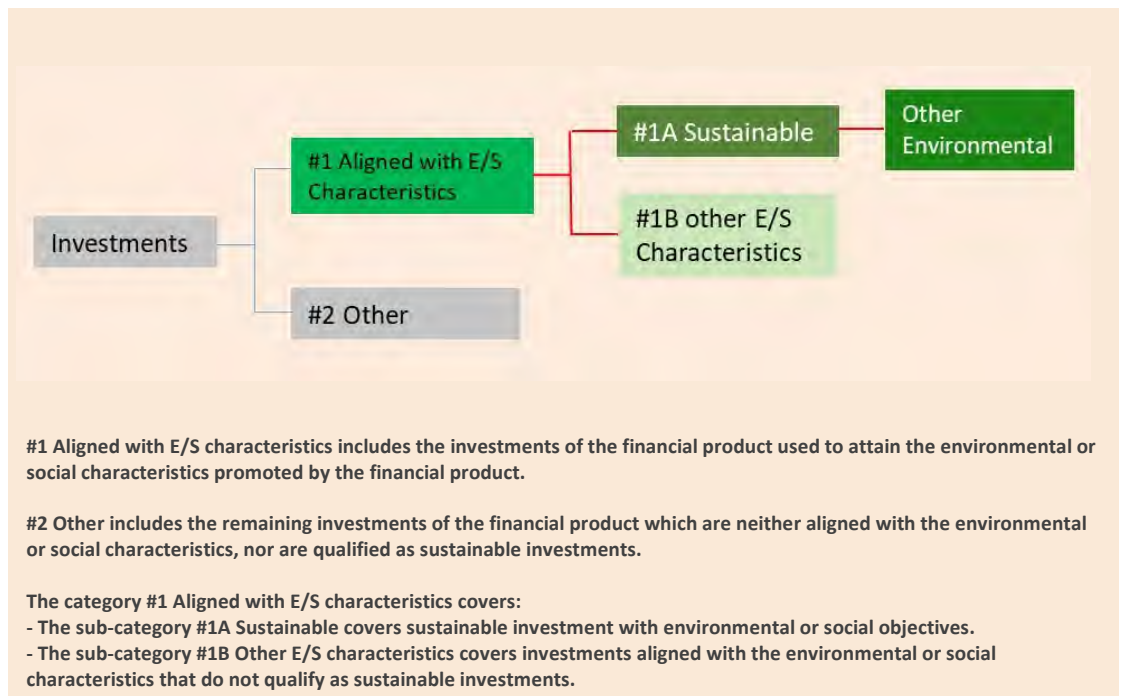 Investments
#1 Aligned with E/S
Characteristics
#2 Other
#1A Sustainable
#1B other E/S
Characteristics
Other
Environmental
#1 Aligned with E/S characteristics includes the investments of the financial product used to attain the environmental or
social characteristics promoted by the financial product.
#2 Other includes the remaining investments of the financial product which are neither aligned with the environmental
or social characteristics, nor are qualified as sustainable investments.
The category #1 Aligned with E/S characteristics covers:
- The sub-category #1A Sustainable covers sustainable investment with environmental or social objectives.
- The sub-category #1B Other E/S characteristics covers investments aligned with the environmental or social
characteristics that do not qualify as sustainable investments.